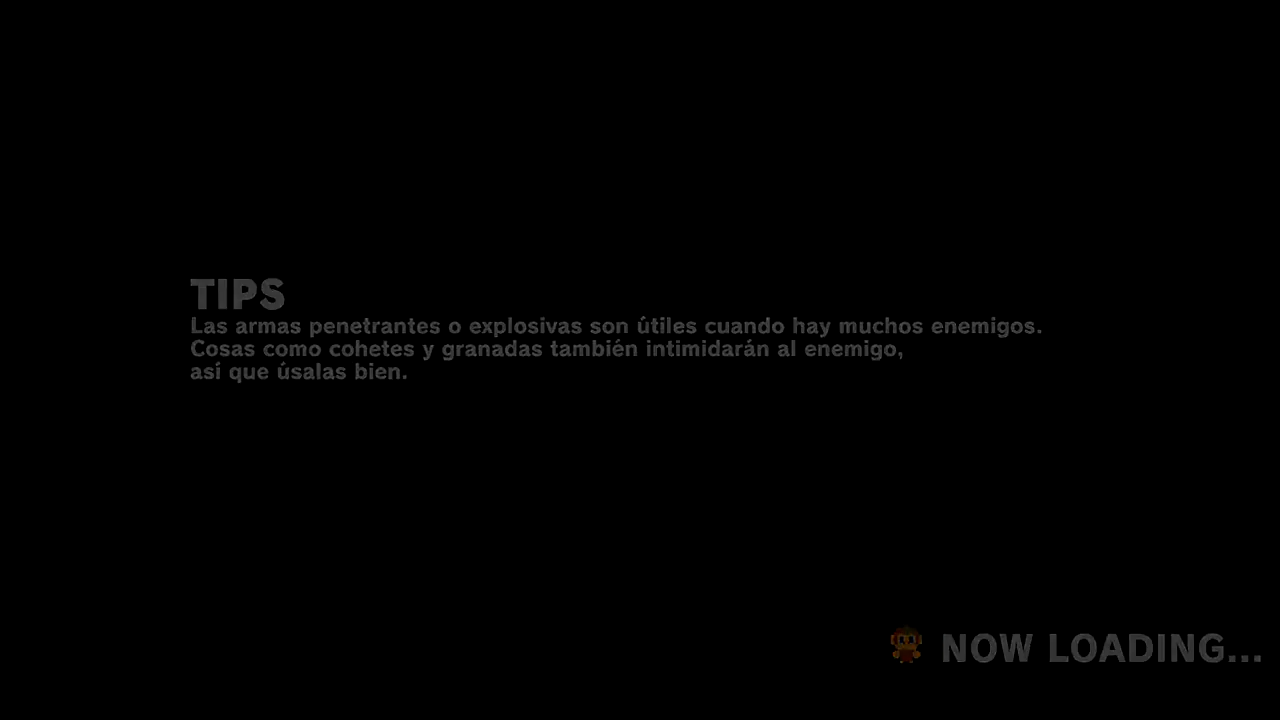 TIPS
Las armas penetrantes o explosivas son útiles cuando hay muchos enemigos.
Cosas como cohetes y granadas también intimidarán al enemigo,
así que úsalas bien.
NOW LOADING...